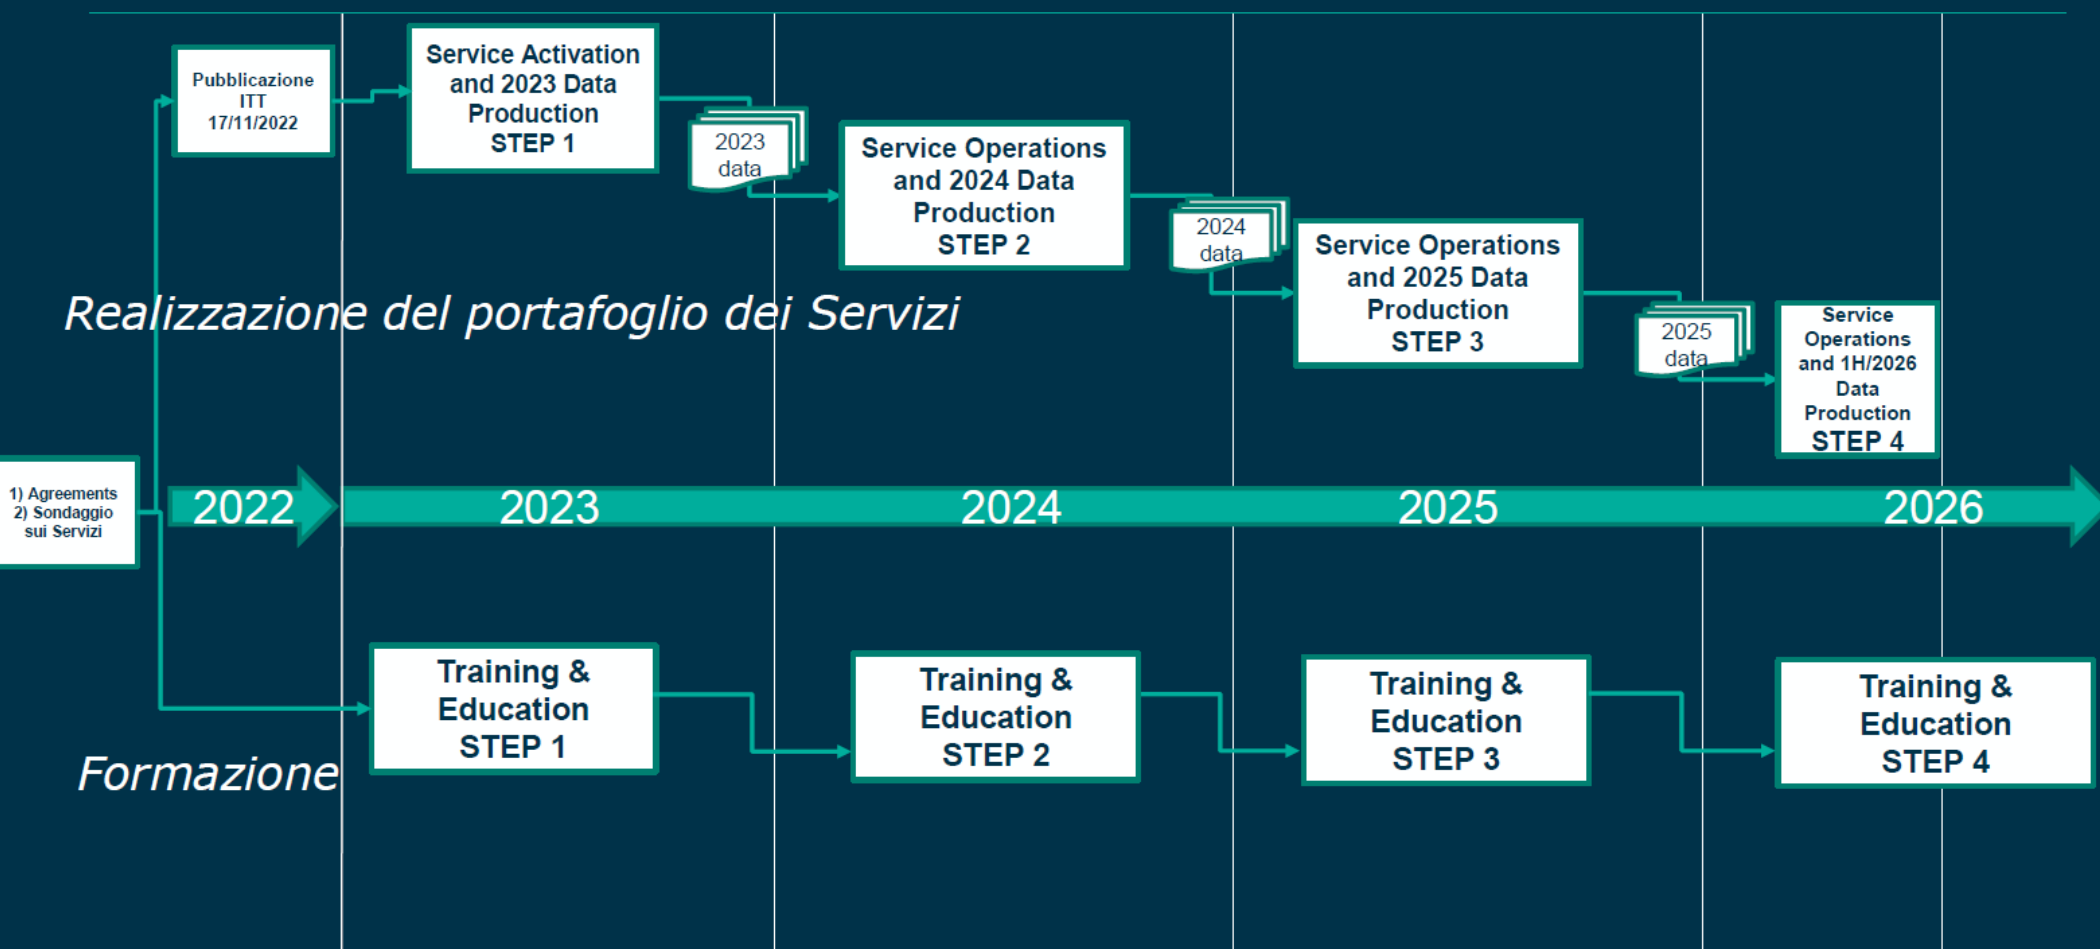 Pubblicazione
ITT
17/11/2022
Service Activation
and 2023 Data
Production
STEP 1
2023
data
Service Operations
and 2024 Data
Production
STEP 2
2024
data
Service Operations
and 2025 Data
Production
STEP 3
2025
data
Service
Operations
and 1H/2026
Data
Production
STEP 4
Realizzazione del portafoglio dei Servizi
1) Agreements
2) Sondaggio
sui Servizi
2022
2023
2024
2025
2026
Training &
Education
STEP 1
Training &
Education
STEP 2
Training &
Education
STEP 3
Training &
Education
STEP 4
Formazione